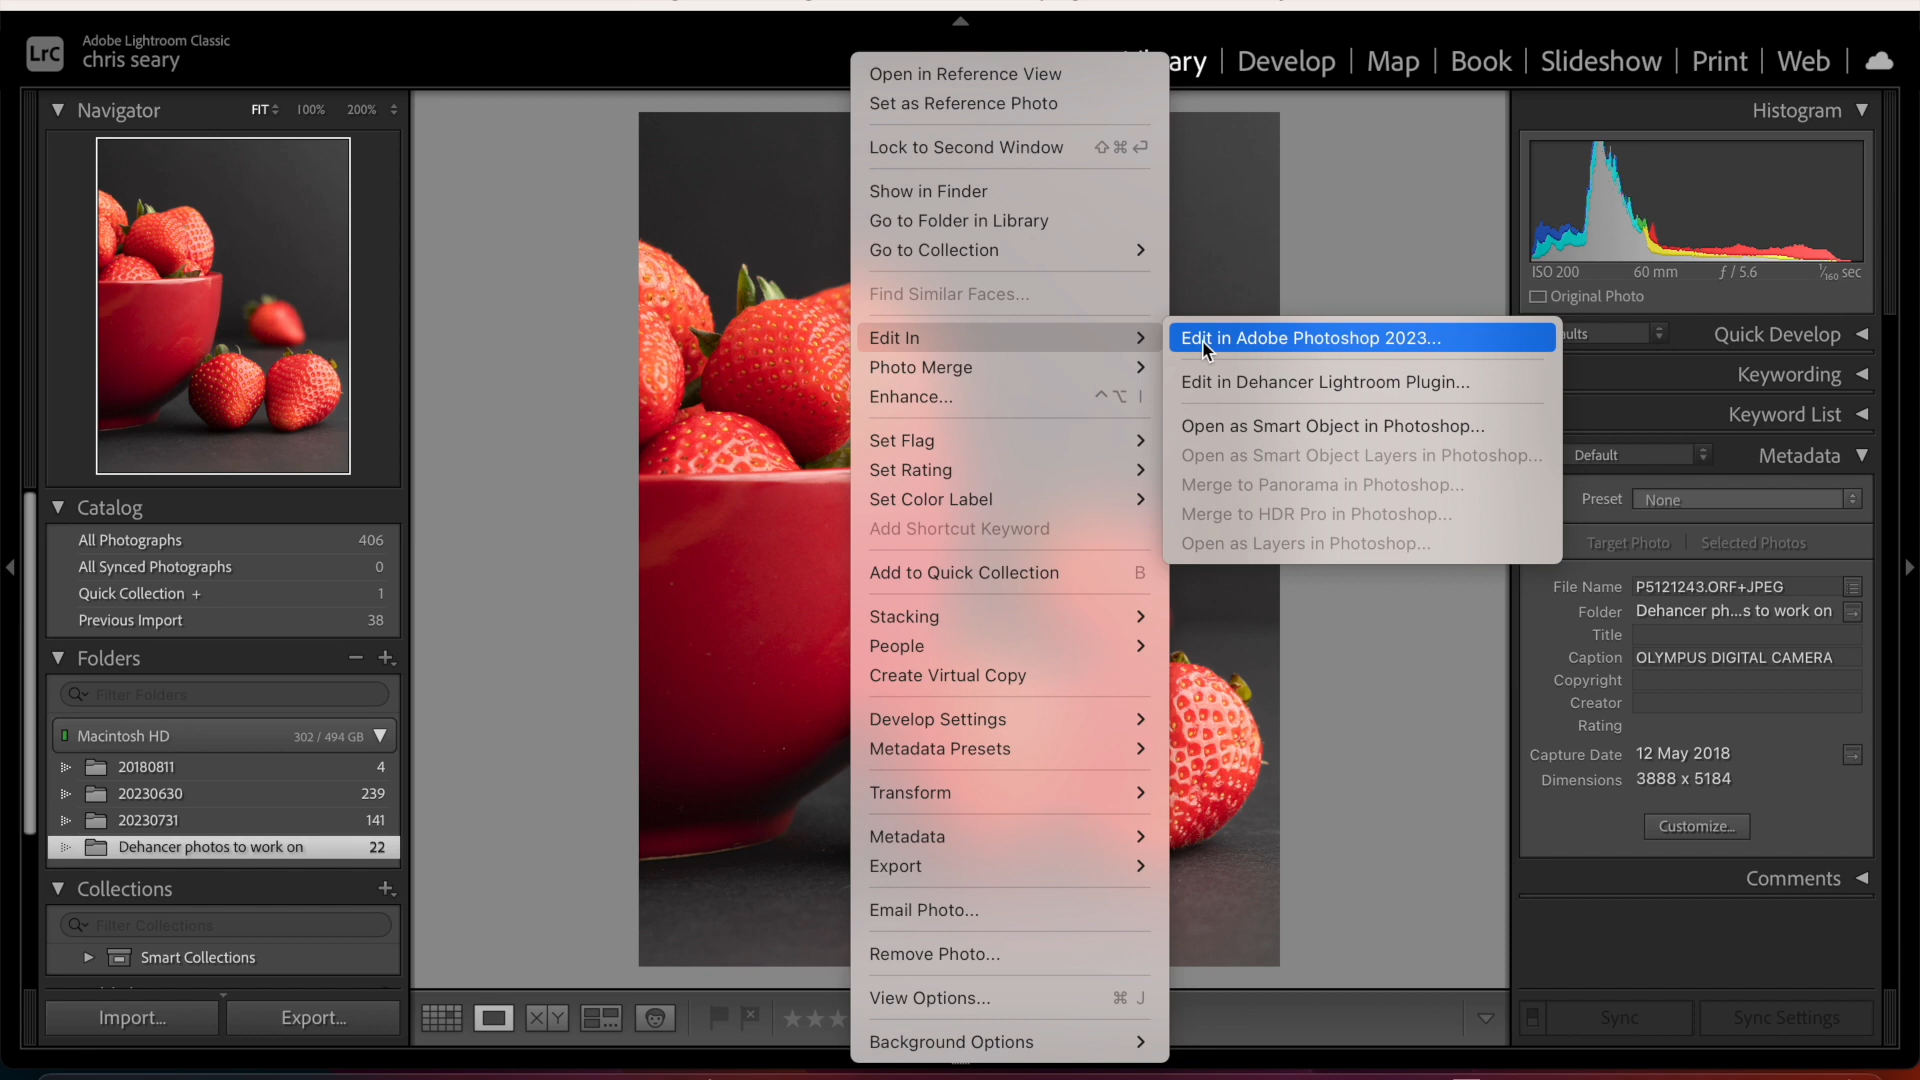 LrC
Adobe Lightroom Classic
chris seary
ary | Develop | Map | Book | Slideshow | Print | Web
Navigator
FIT 100% 200%
Catalog
All Photographs 406
All Synced Photographs 0
Quick Collection + 1
Previous Import 38
Folders
Filter Folders
Macintosh HD 302 / 494 GB
20180811 4
20230630 239
20230731 141
Dehancer photos to work on 22
Collections
Filter Collections
Smart Collections
Import...
Export...
Open in Reference View
Set as Reference Photo
Lock to Second Window ⇧⌘↩
Show in Finder
Go to Folder in Library
Go to Collection
Find Similar Faces...
Edit In
Photo Merge
Enhance... ^⌥ I
Set Flag
Set Rating
Set Color Label
Add Shortcut Keyword
Add to Quick Collection B
Stacking
People
Create Virtual Copy
Develop Settings
Metadata Presets
Transform
Metadata
Export
Email Photo...
Remove Photo...
View Options... ⌘ J
Background Options
Edit in Adobe Photoshop 2023...
Edit in Dehancer Lightroom Plugin...
Open as Smart Object in Photoshop...
Open as Smart Object Layers in Photoshop...
Merge to Panorama in Photoshop...
Merge to HDR Pro in Photoshop...
Open as Layers in Photoshop...
XY
Histogram
ISO 200 60 mm ƒ / 5.6 1/160 sec
Original Photo
ults Quick Develop
Keywording
Keyword List
Default Metadata
Preset None
Target Photo Selected Photos
File Name P5121243.ORF+JPEG
Folder Dehancer ph...s to work on
Title
Caption OLYMPUS DIGITAL CAMERA
Copyright
Creator
Rating
Capture Date 12 May 2018
Dimensions 3888 x 5184
Customize...
Comments
Sync
Sync Settings